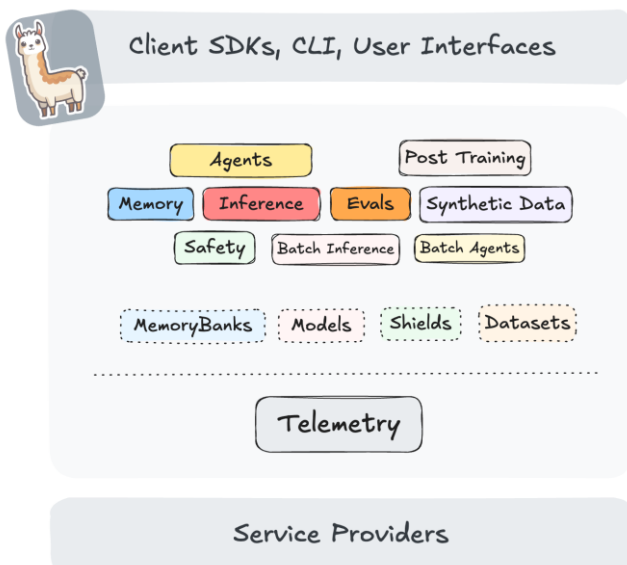 Client SDKs, CLI, User Interfaces
Agents
Post Training
Memory
Inference
Evals
Synthetic Data
Safety
Batch Inference
Batch Agents
MemoryBanks
Models
Shields
Datasets
Telemetry
Service Providers